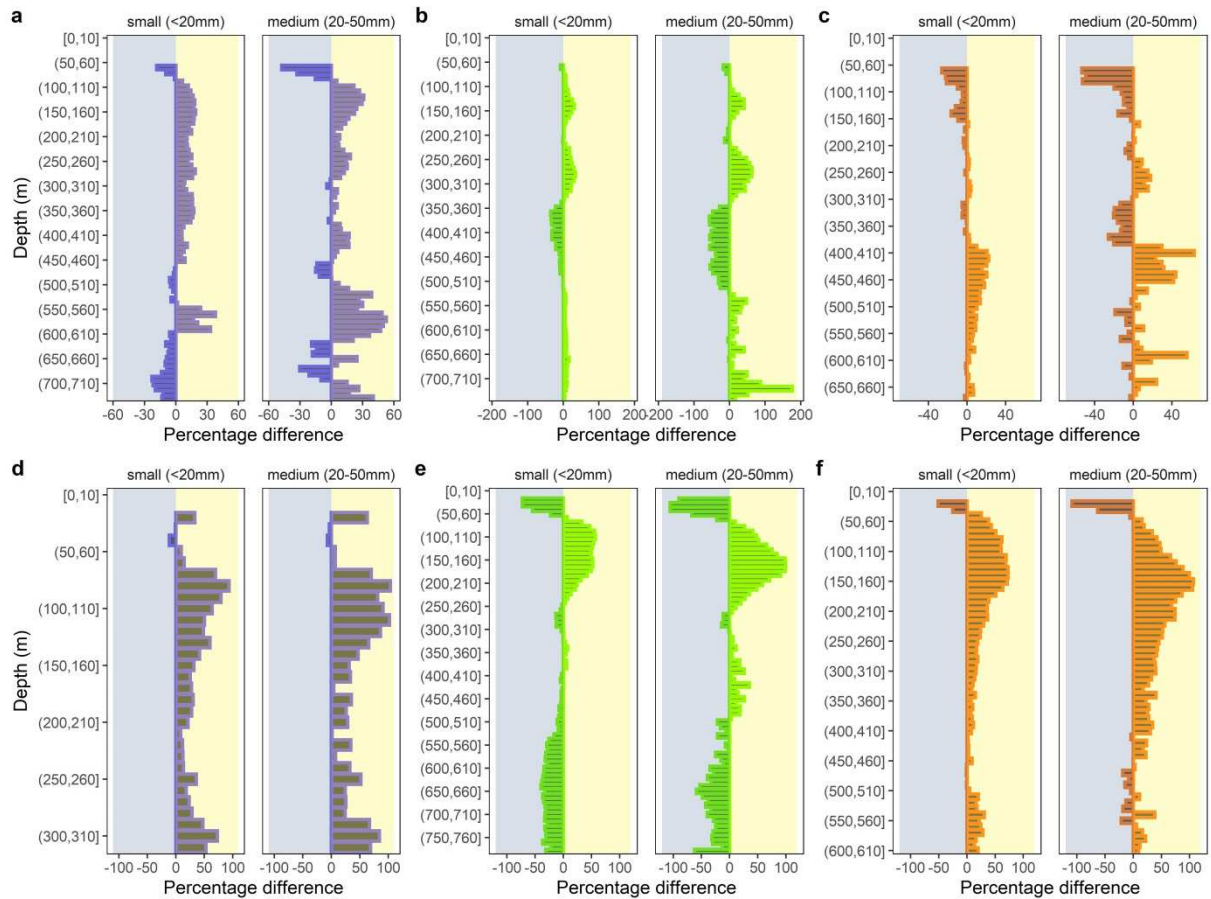 a
small (<20mm)
medium (20-50mm)
Depth (m)
[0,10]
(50,60]
(100,110]
(150,160]
(200,210]
(250,260]
(300,310]
(350,360]
(400,410]
(450,460]
(500,510]
(550,560]
(600,610]
(650,660]
(700,710]
-60 -30 0 30 60 -60 -30 0 30 60
Percentage difference
b
small (<20mm)
medium (20-50mm)
[0,10]
(50,60]
(100,110]
(150,160]
(200,210]
(250,260]
(300,310]
(350,360]
(400,410]
(450,460]
(500,510]
(550,560]
(600,610]
(650,660]
(700,710]
-200 -100 0 100 200 -200 -100 0 100 200
Percentage difference
c
small (<20mm)
medium (20-50mm)
[0,10]
(50,60]
(100,110]
(150,160]
(200,210]
(250,260]
(300,310]
(350,360]
(400,410]
(450,460]
(500,510]
(550,560]
(600,610]
(650,660]
-40 0 40 -40 0 40
Percentage difference
d
small (<20mm)
medium (20-50mm)
Depth (m)
[0,10]
(50,60]
(100,110]
(150,160]
(200,210]
(250,260]
(300,310]
-100 -50 0 50 100 -100 -50 0 50 100
Percentage difference
e
small (<20mm)
medium (20-50mm)
[0,10]
(50,60]
(100,110]
(150,160]
(200,210]
(250,260]
(300,310]
(350,360]
(400,410]
(450,460]
(500,510]
(550,560]
(600,610]
(650,660]
(700,710]
(750,760]
-100 -50 0 50 100 -100 -50 0 50 100
Percentage difference
f
small (<20mm)
medium (20-50mm)
[0,10]
(50,60]
(100,110]
(150,160]
(200,210]
(250,260]
(300,310]
(350,360]
(400,410]
(450,460]
(500,510]
(550,560]
(600,610]
-100 -50 0 50 100 -100 -50 0 50 100
Percentage difference